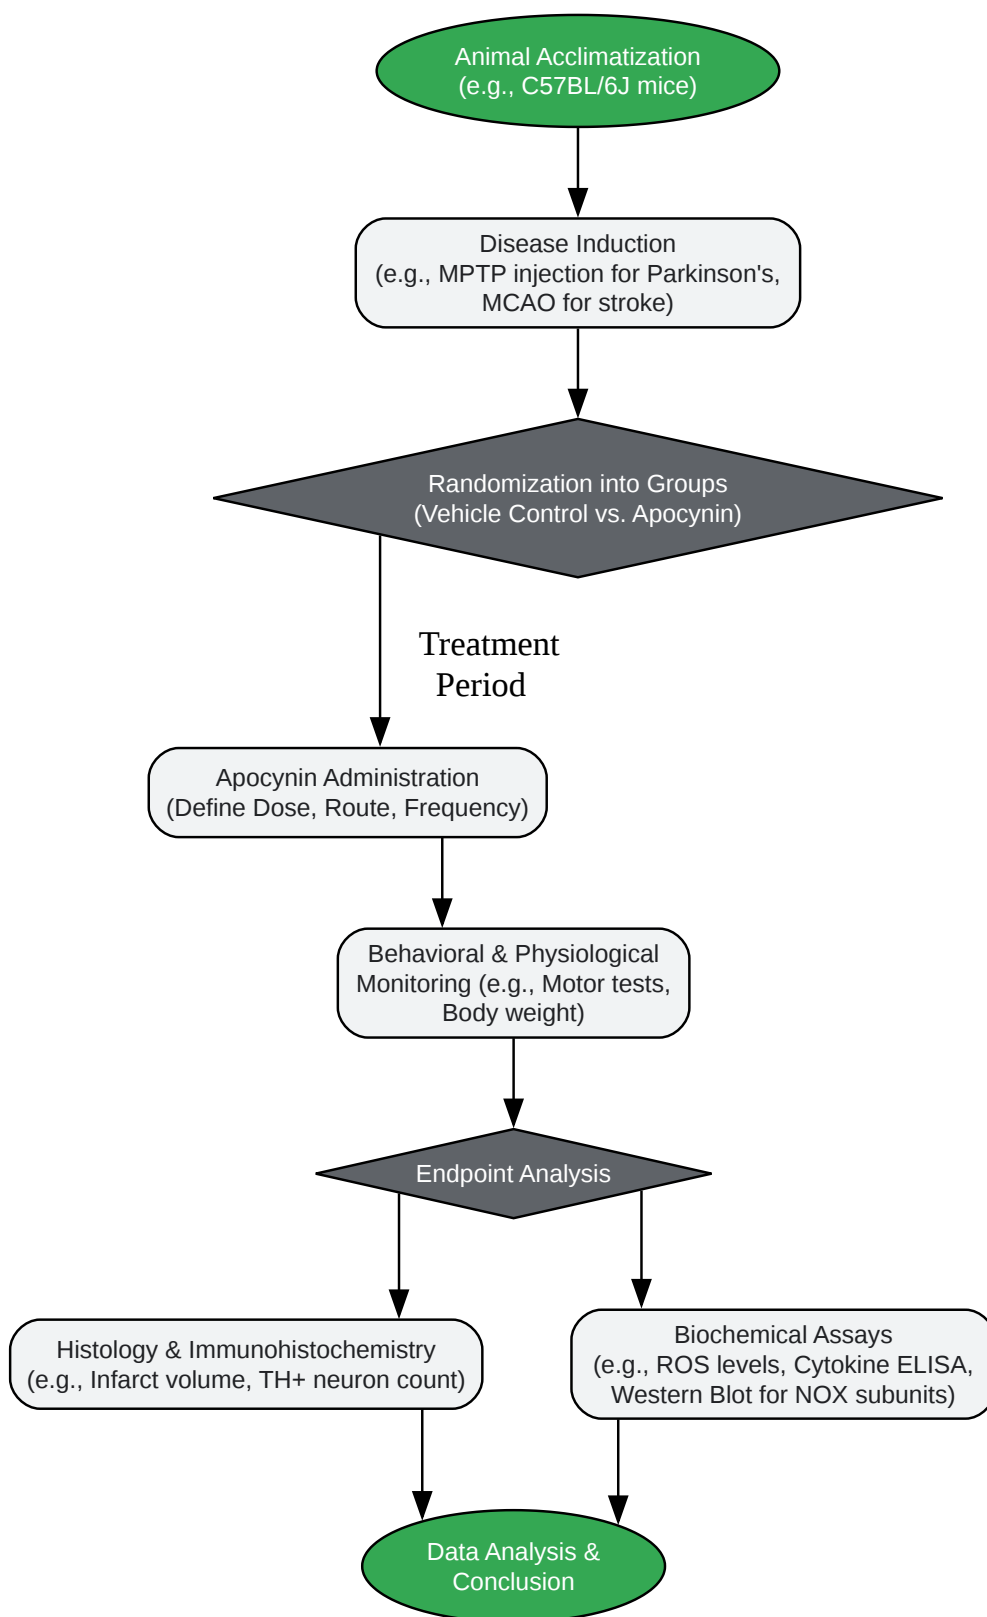 Animal Acclimatization
(e.g., C57BL/6J mice)
Disease Induction
(e.g., MPTP injection for Parkinson's,
MCAO for stroke)
Randomization into Groups
(Vehicle Control vs. Apocynin)
Treatment
Period
Apocynin Administration
(Define Dose, Route, Frequency)
Behavioral & Physiological
Monitoring (e.g., Motor tests,
Body weight)
Endpoint Analysis
Histology & Immunohistochemistry
(e.g., Infarct volume, TH+ neuron count)
Biochemical Assays
(e.g., ROS levels, Cytokine ELISA,
Western Blot for NOX subunits)
Data Analysis &
Conclusion